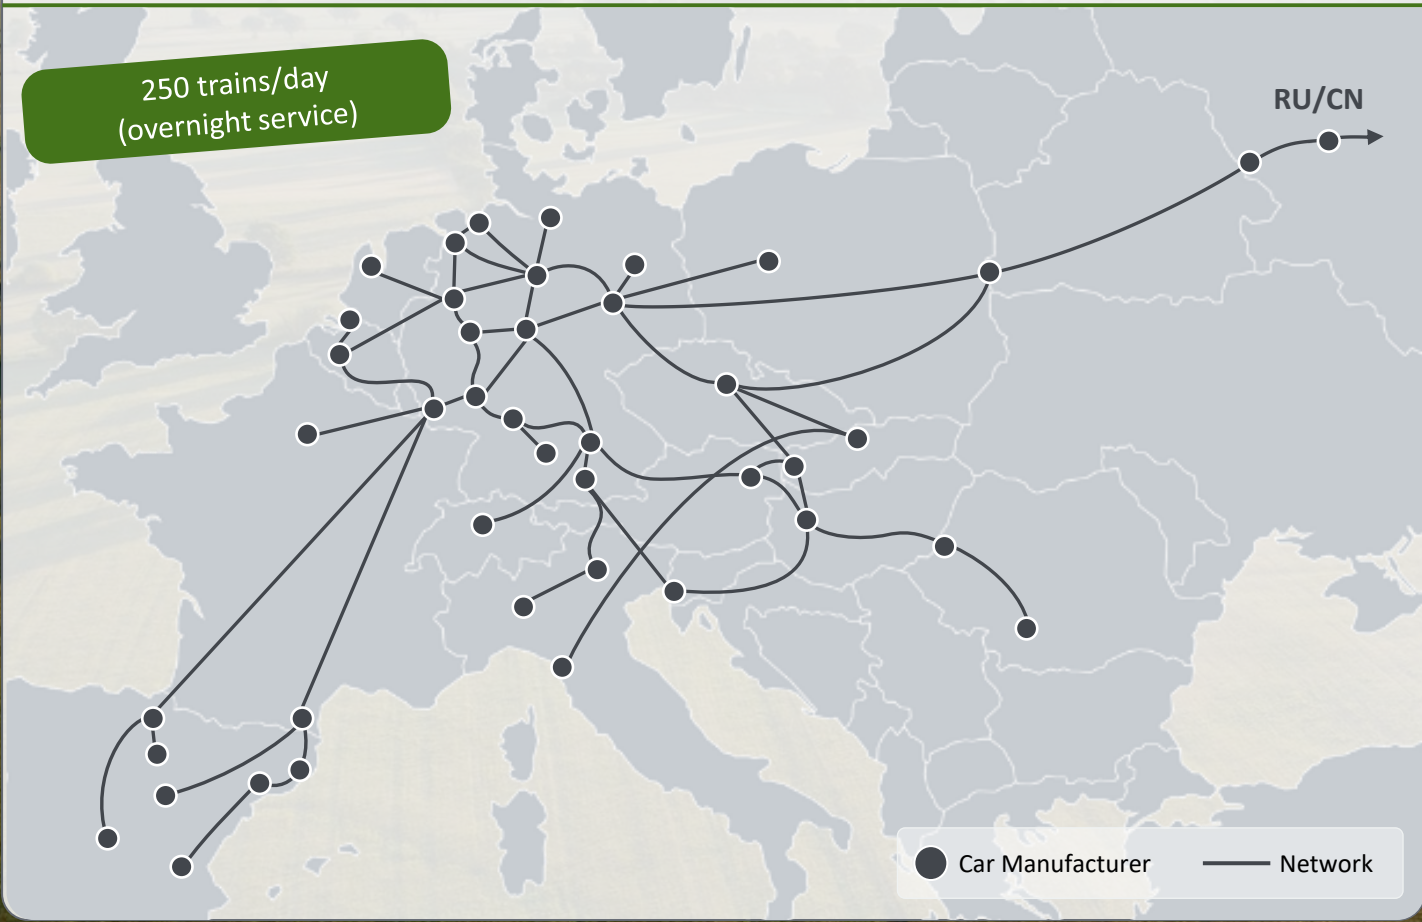 250 trains/day
(overnight service)
RU/CN
Car Manufacturer
Network